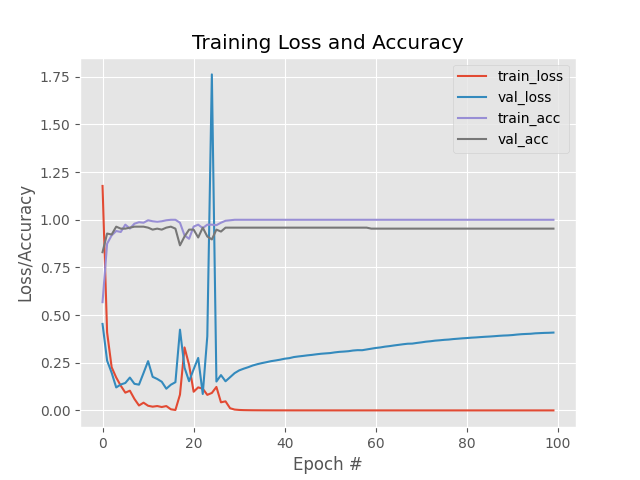 Training Loss and Accuracy
train_loss
val_loss
train_acc
val_acc
Loss/Accuracy
1.75
1.50
1.25
1.00
0.75
0.50
0.25
0.00
0 20 40 60 80 100
Epoch #